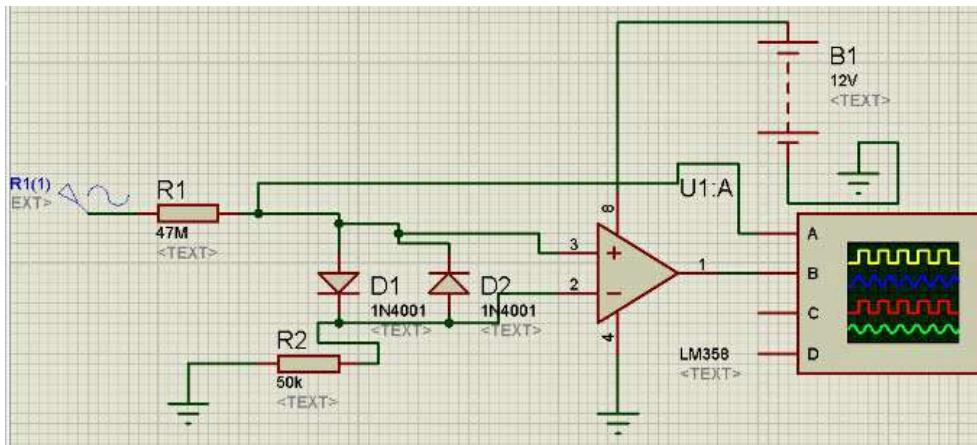 B1
12V
<TEXT>
R1(1)
EXT>
R1
47M
<TEXT>
U1:A
8
3
2
1
4
A
B
C
D
D1
1N4001
<TEXT>
D2
1N4001
<TEXT>
R2
50k
<TEXT>
LM358
<TEXT>